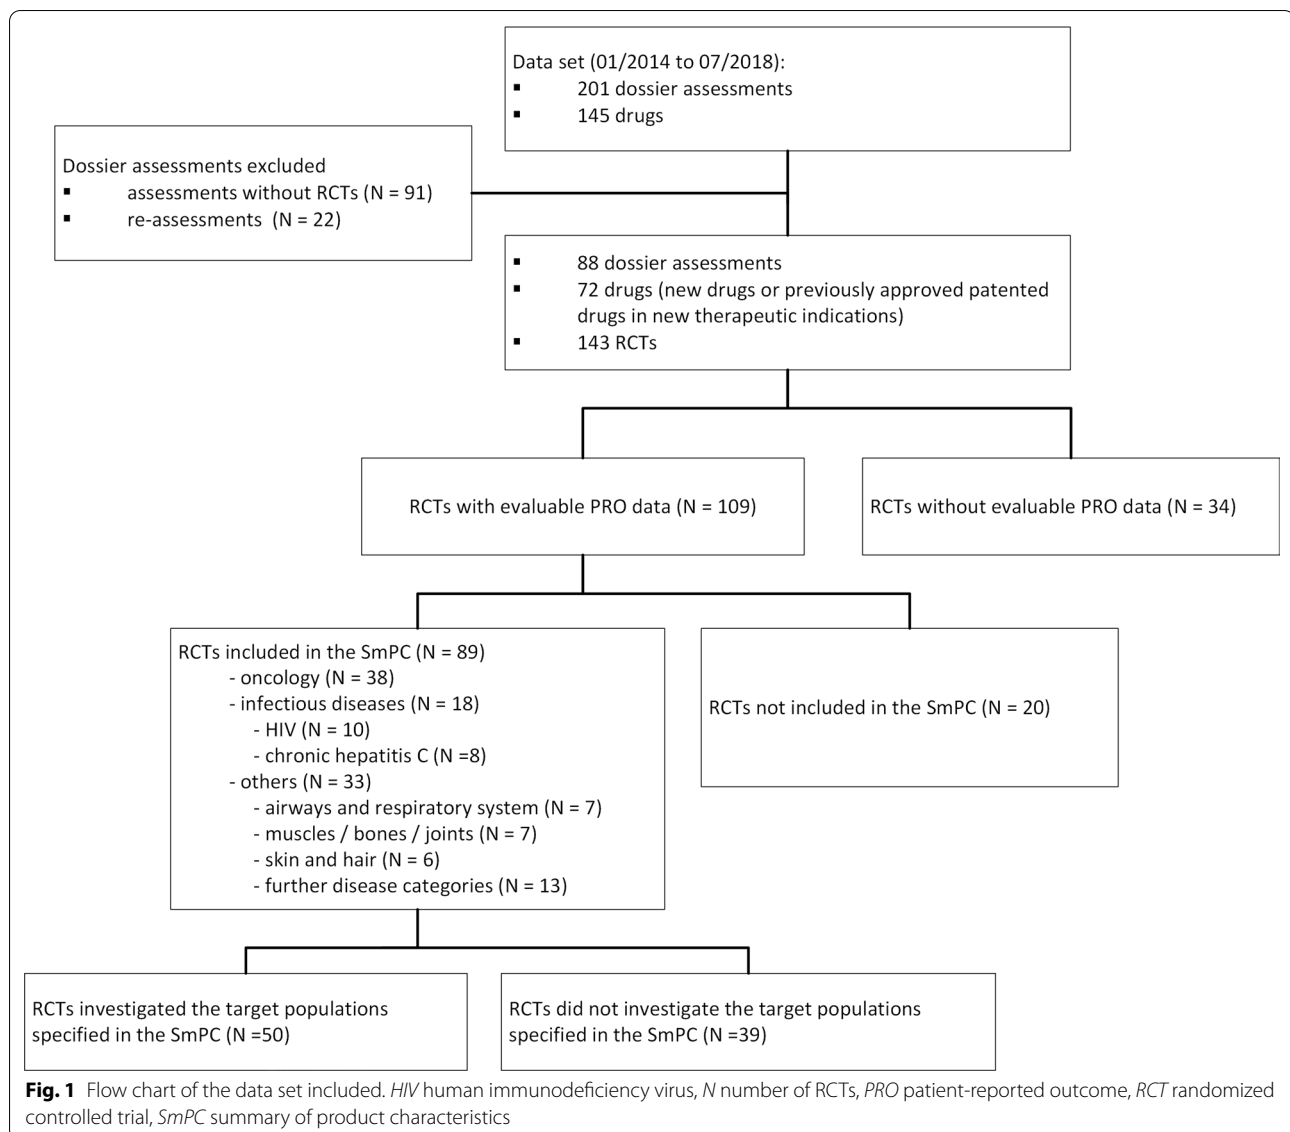 Data set (01/2014 to 07/2018):
▪ 201 dossier assessments
▪ 145 drugs
Dossier assessments excluded
▪ assessments without RCTs (N = 91)
▪ re-assessments (N = 22)
▪ 88 dossier assessments
▪ 72 drugs (new drugs or previously approved patented
drugs in new therapeutic indications)
▪ 143 RCTs
RCTs with evaluable PRO data (N = 109)
RCTs without evaluable PRO data (N = 34)
RCTs included in the SmPC (N = 89)
- oncology (N = 38)
- infectious diseases (N = 18)
- HIV (N = 10)
- chronic hepatitis C (N =8)
- others (N = 33)
- airways and respiratory system (N = 7)
- muscles / bones / joints (N = 7)
- skin and hair (N = 6)
- further disease categories (N = 13)
RCTs not included in the SmPC (N = 20)
RCTs investigated the target populations
specified in the SmPC (N =50)
RCTs did not investigate the target populations
specified in the SmPC (N =39)
Fig. 1 Flow chart of the data set included. HIV human immunodeficiency virus, N number of RCTs, PRO patient-reported outcome, RCT randomized
controlled trial, SmPC summary of product characteristics